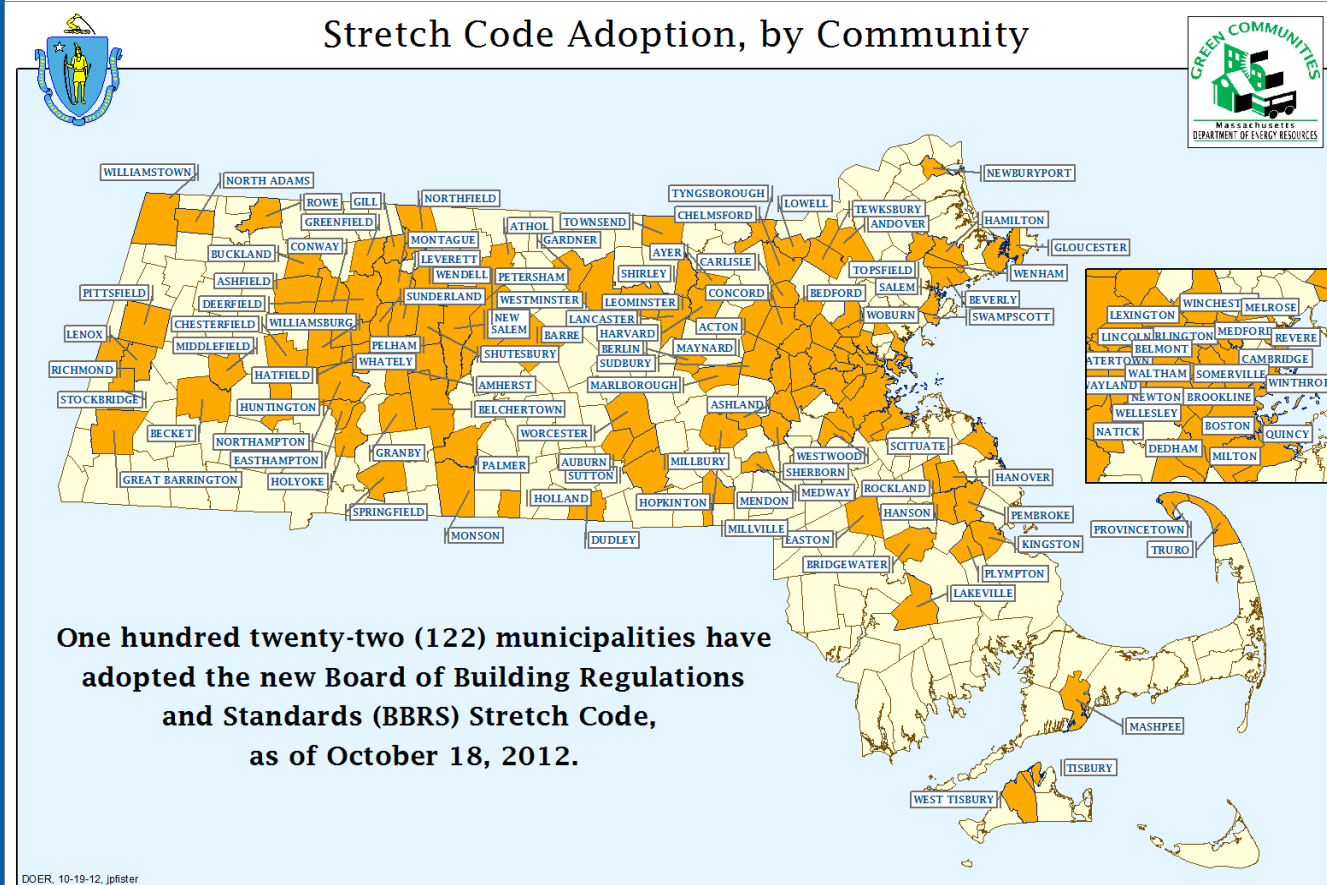 Stretch Code Adoption, by Community
GREEN COMMUNITIES
Massachusetts
DEPARTMENT OF ENERGY RESOURCES
WILLIAMSTOWN
NORTH ADAMS
ROWE
GILL
NORTHFIELD
GREENFIELD
BUCKLAND
CONWAY
MONTAGUE
LEVERETT
WENDELL
ASHFIELD
PITTSFIELD
DEERFIELD
SUNDERLAND
CHESTERFIELD
WILLIAMSBURG
LENOX
MIDDLEFIELD
PELHAM
WHATELY
RICHMOND
HATFIELD
STOCKBRIDGE
HUNTINGTON
BECKET
NORTHAMPTON
EASTHAMPTON
GREAT BARRINGTON
HOLYOKE
GRANBY
SPRINGFIELD
ATHOL
GARDNER
TOWNSEND
PETERSHAM
WESTMINSTER
NEW
SALEM
BARRE
SHUTESBURY
AMHERST
BELCHERTOWN
PALMER
MONSON
TYNGSBOROUGH
CHELMSFORD
LOWELL
TEWKSBURY
ANDOVER
NEWBURYPORT
HAMILTON
GLOUCESTER
WENHAM
AYER
CARLISLE
SHIRLEY
LEOMINSTER
CONCORD
BEDFORD
TOPSFIELD
SALEM
BEVERLY
SWAMPSCOTT
WOBURN
LANCASTER
HARVARD
ACTON
BERLIN
MAYNARD
SUDBURY
MARLBOROUGH
ASHLAND
WORCESTER
AUBURN
SUTTON
MILLBURY
HOLLAND
DUDLEY
HOPKINTON
MENDON
MILLVILLE
MEDWAY
SHERBORN
WESTWOOD
SCITUATE
ROCKLAND
HANOVER
HANSON
PEMBROKE
EASTON
KINGSTON
BRIDGEWATER
PLYMPTON
LAKEVILLE
WINCHEST
MELROSE
LEXINGTON
LINCOLN
RLINGTON
MEDFORD
REVERE
BELMONT
ATERTOWN
CAMBRIDGE
WALTHAM
SOMERVILLE
WINTHRO
WAYLAND
NEWTON
BROOKLINE
WELLESLEY
NATICK
BOSTON
QUINCY
DEDHAM
MILTON
PROVINCETOWN
TRURO
MASHPEE
TISBURY
WEST TISBURY
One hundred twenty-two (122) municipalities have
adopted the new Board of Building Regulations
and Standards (BBRS) Stretch Code,
as of October 18, 2012.
DOER, 10-19-12, jpfister